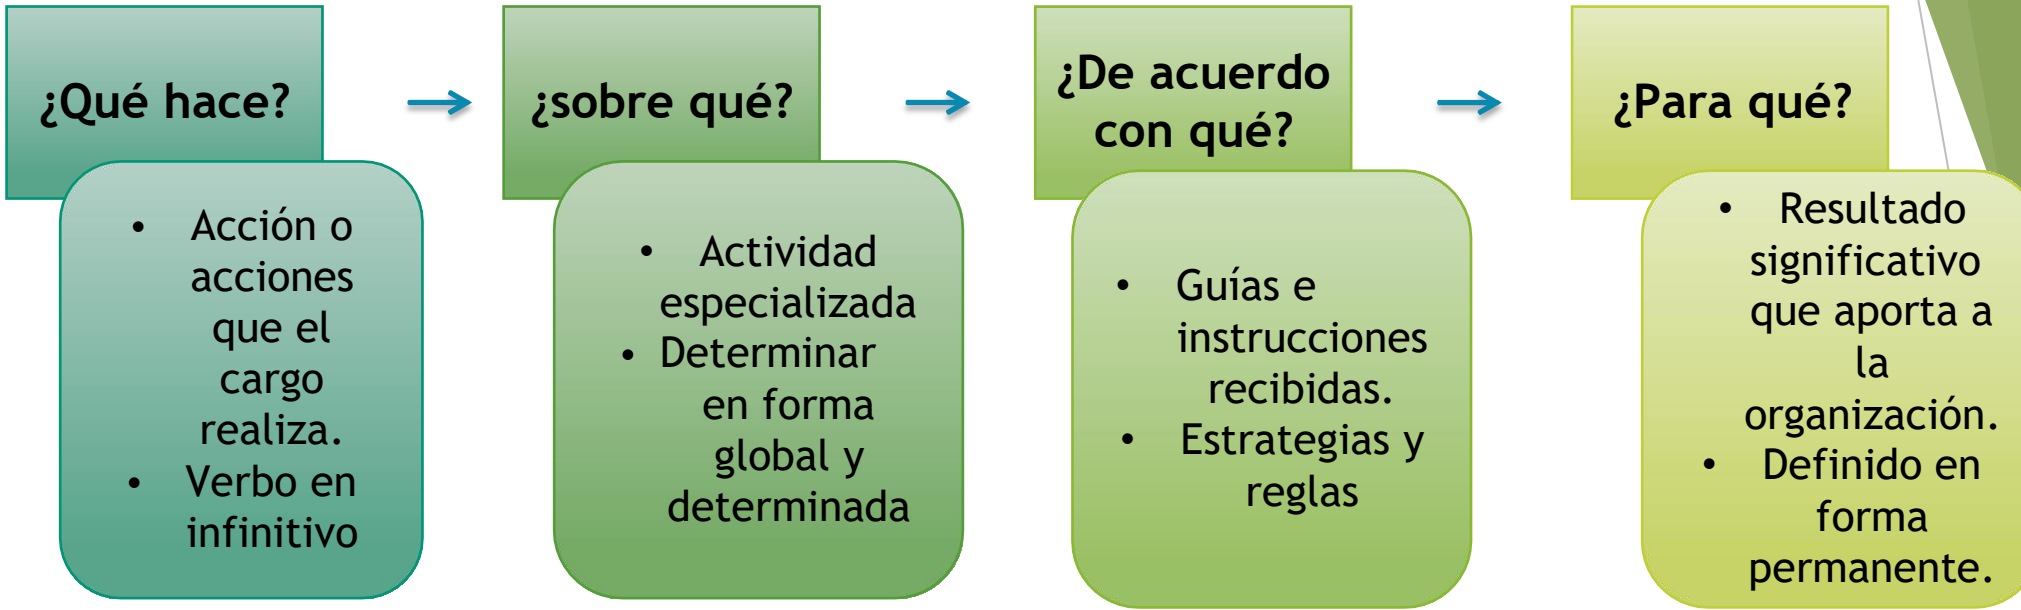 ¿Qué hace?
• Acción o
acciones
que el
cargo
realiza.
• Verbo en
infinitivo
¿sobre qué?
• Actividad
especializada
• Determinar
en forma
global y
determinada
¿De acuerdo
con qué?
• Guías e
instrucciones
recibidas.
• Estrategias y
reglas
¿Para qué?
• Resultado
significativo
que aporta a
la
organización.
• Definido en
forma
permanente.